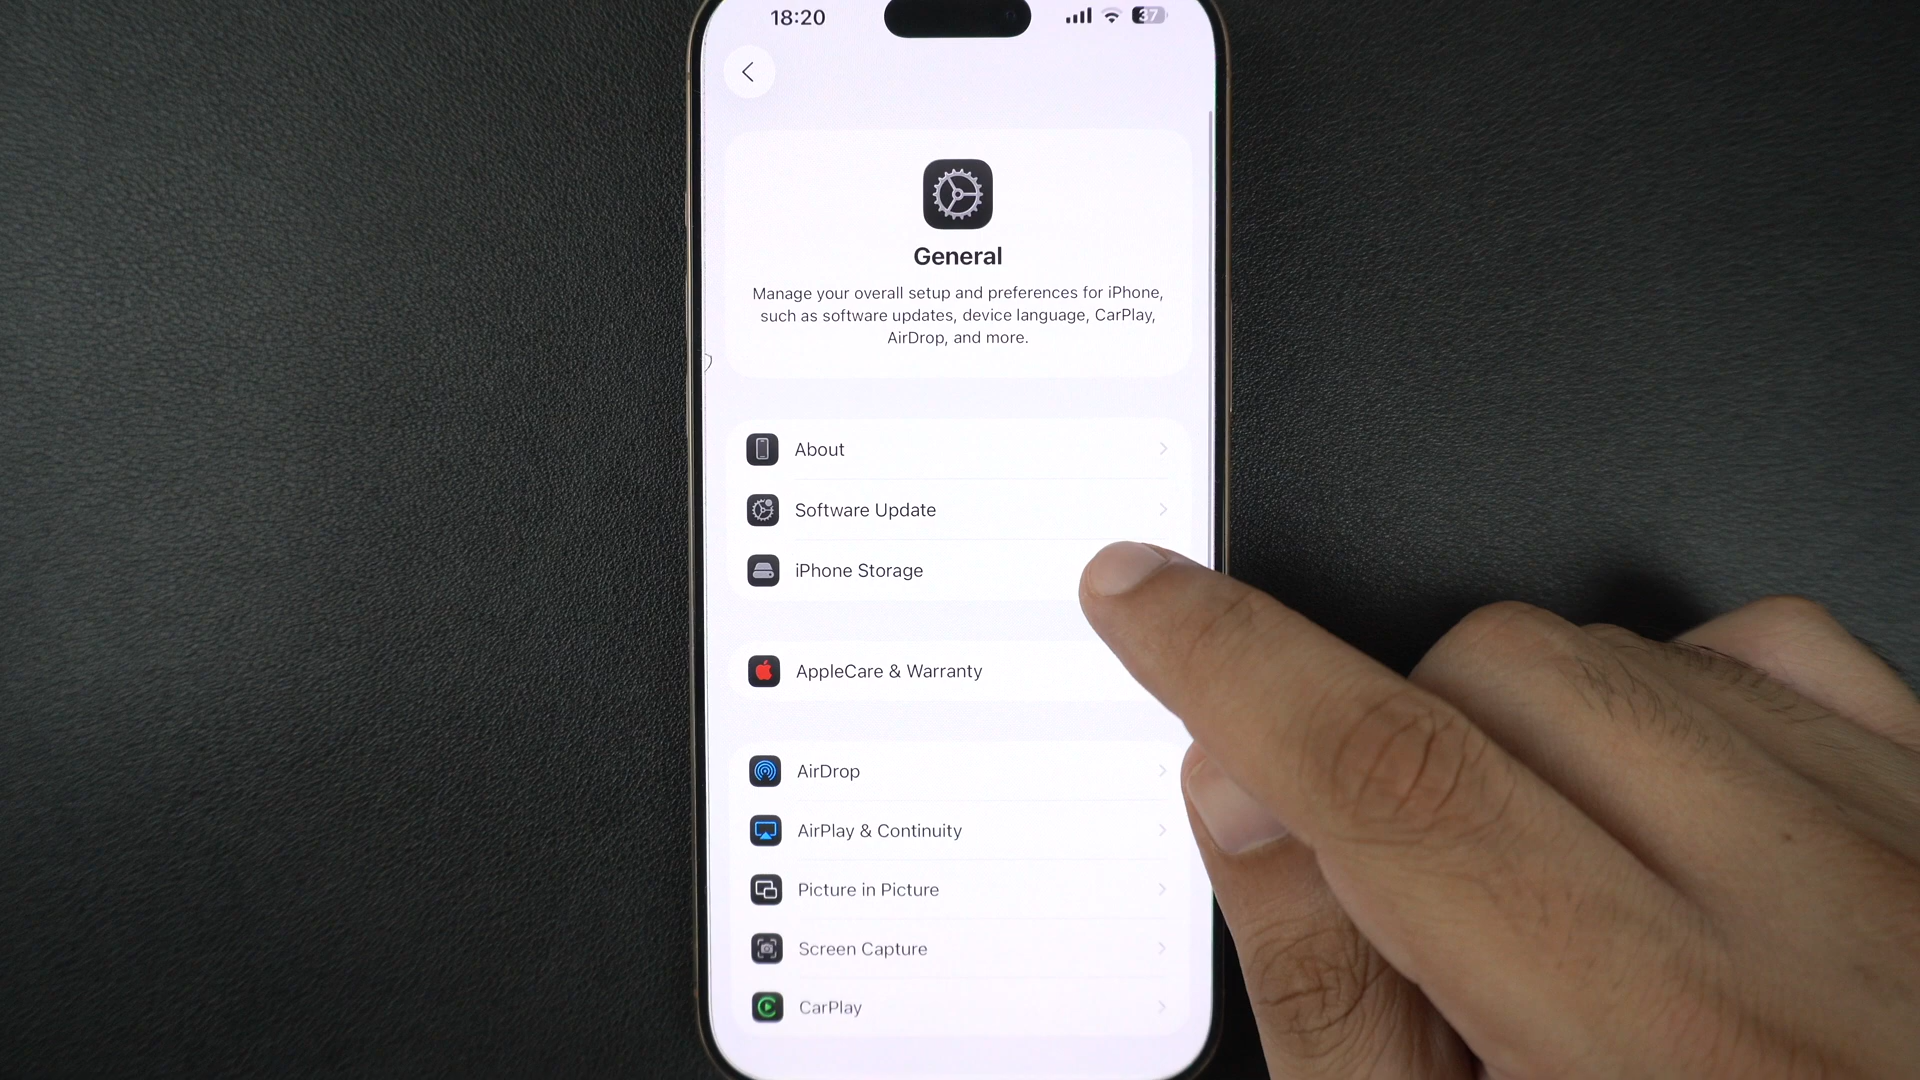 18:20
37
General
Manage your overall setup and preferences for iPhone,
such as software updates, device language, CarPlay,
AirDrop, and more.
About
Software Update
iPhone Storage
AppleCare & Warranty
AirDrop
AirPlay & Continuity
Picture in Picture
Screen Capture
CarPlay